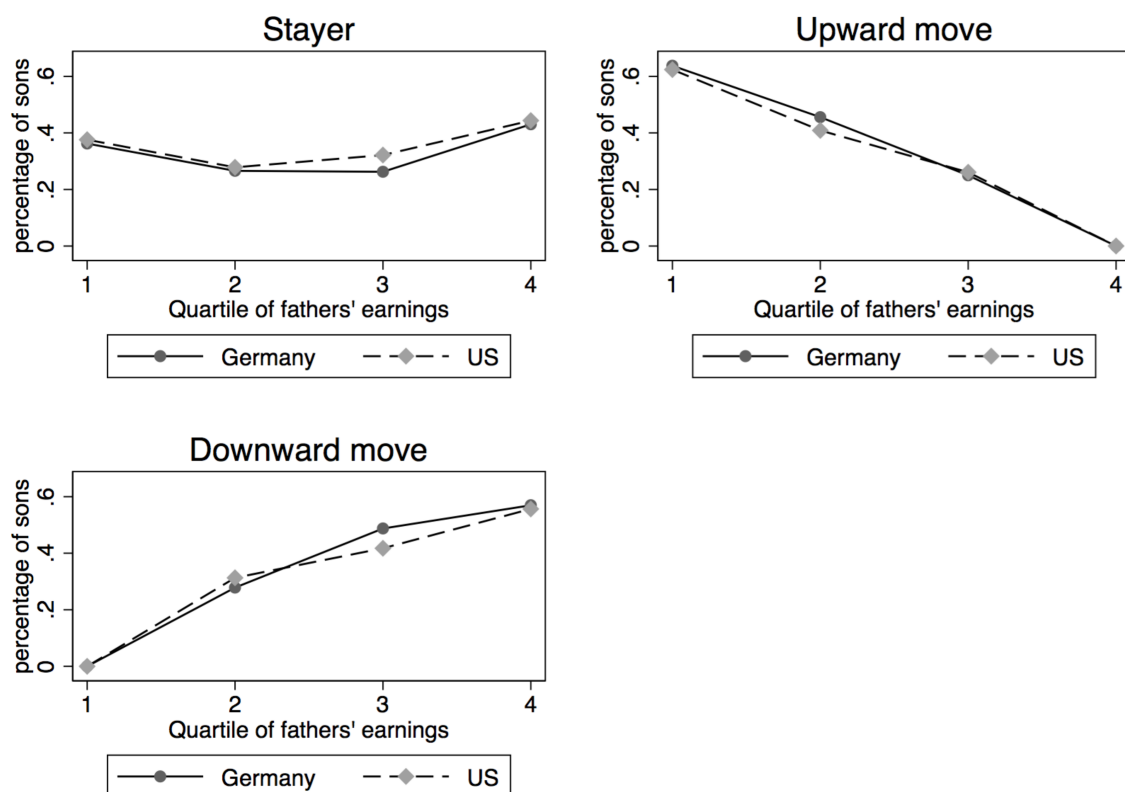 Stayer
percentage of sons
.6
.4
.2
0
1 2 3 4
Quartile of fathers' earnings
Germany US
Upward move
percentage of sons
.6
.4
.2
0
1 2 3 4
Quartile of fathers' earnings
Germany US
Downward move
percentage of sons
.6
.4
.2
0
1 2 3 4
Quartile of fathers' earnings
Germany US